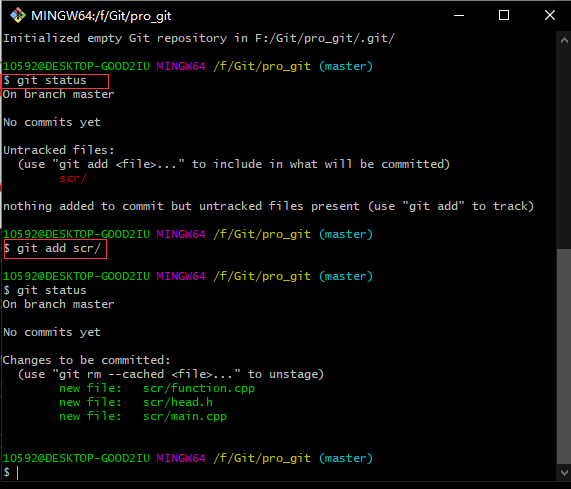 MINGW64:/f/Git/pro_git
Initialized empty Git repository in F:/Git/pro_git/.git/
10592@DESKTOP-GOOD2IU MINGW64 /f/Git/pro_git (master)
$ git status
On branch master
No commits yet
Untracked files:
(use "git add <file>..." to include in what will be committed)
scr/
nothing added to commit but untracked files present (use "git add" to track)
10592@DESKTOP-GOOD2IU MINGW64 /f/Git/pro_git (master)
$ git add scr/
10592@DESKTOP-GOOD2IU MINGW64 /f/Git/pro_git (master)
$ git status
On branch master
No commits yet
Changes to be committed:
(use "git rm --cached <file>..." to unstage)
new file:   scr/function.cpp
new file:   scr/head.h
new file:   scr/main.cpp
10592@DESKTOP-GOOD2IU MINGW64 /f/Git/pro_git (master)
$